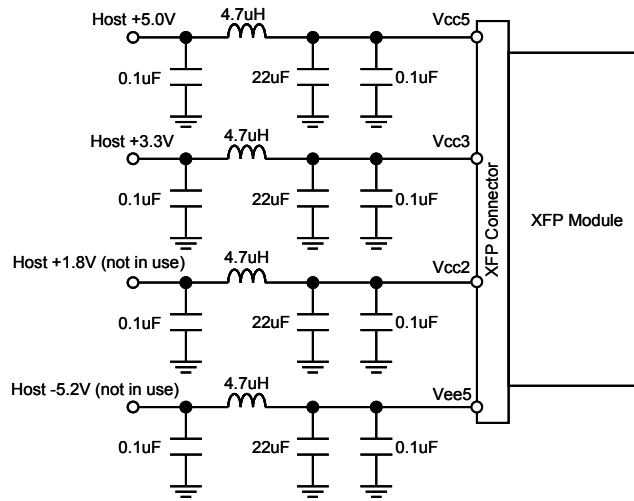 Host +5.0V
4.7uH
Vcc5
0.1uF
22uF
0.1uF
Host +3.3V
4.7uH
Vcc3
0.1uF
22uF
0.1uF
XFP Connector
XFP Module
Host +1.8V (not in use)
4.7uH
Vcc2
0.1uF
22uF
0.1uF
Host -5.2V (not in use)
4.7uH
Vee5
0.1uF
22uF
0.1uF